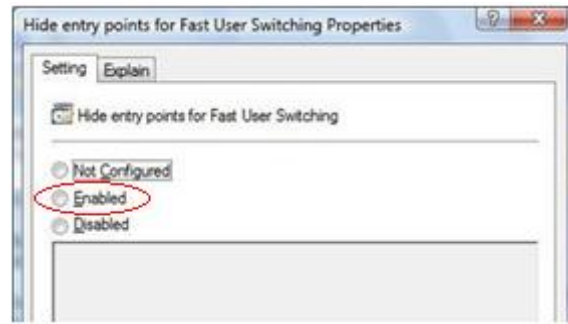 Hide entry points for Fast User Switching Properties
Setting Explain
Hide entry points for Fast User Switching
Not Configured
Enabled
Disabled